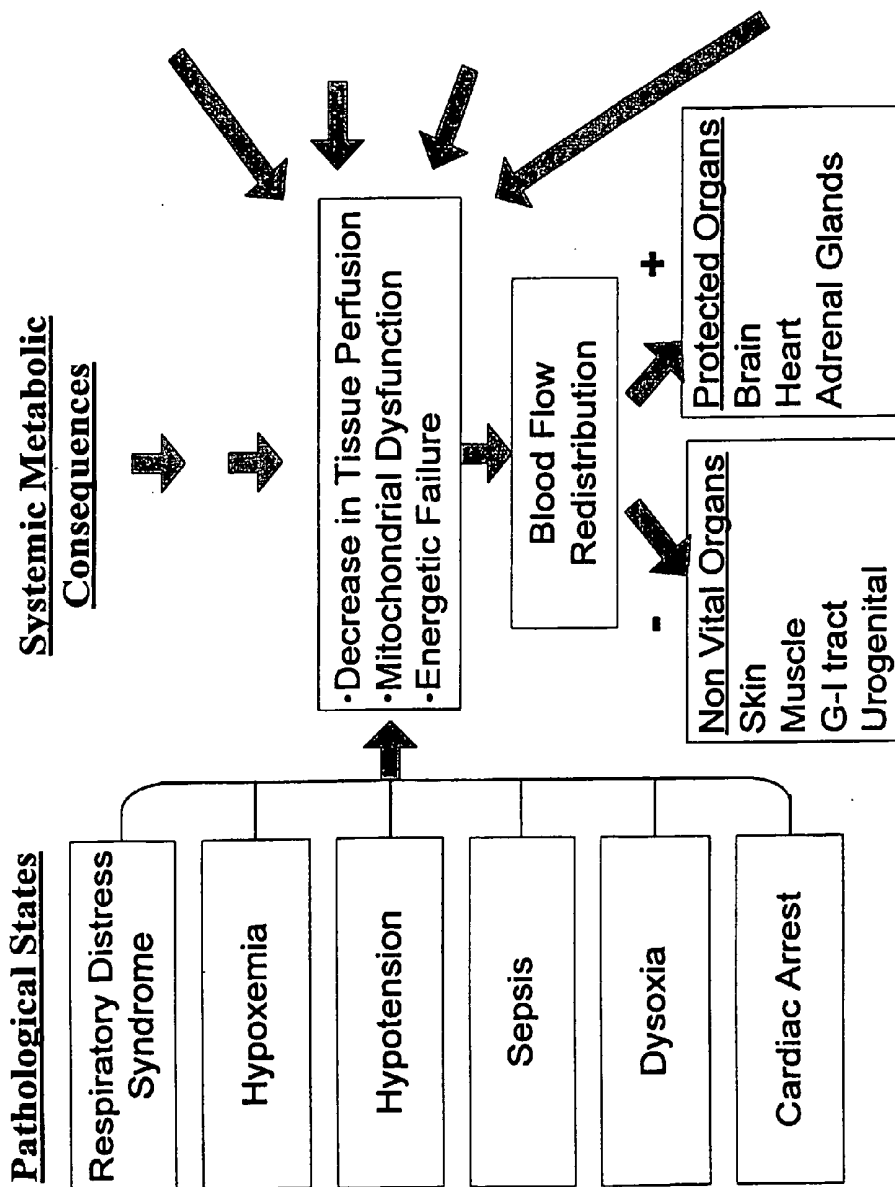 Pathological States
Respiratory Distress
Syndrome
Hypoxemia
Hypotension
Sepsis
Dysoxia
Cardiac Arrest
Systemic Metabolic
Consequences
•Decrease in Tissue Perfusion
•Mitochondrial Dysfunction
•Energetic Failure
Blood Flow
Redistribution
-
+
Non Vital Organs
Skin
Muscle
G-I tract
Urogenital
Protected Organs
Brain
Heart
Adrenal Glands